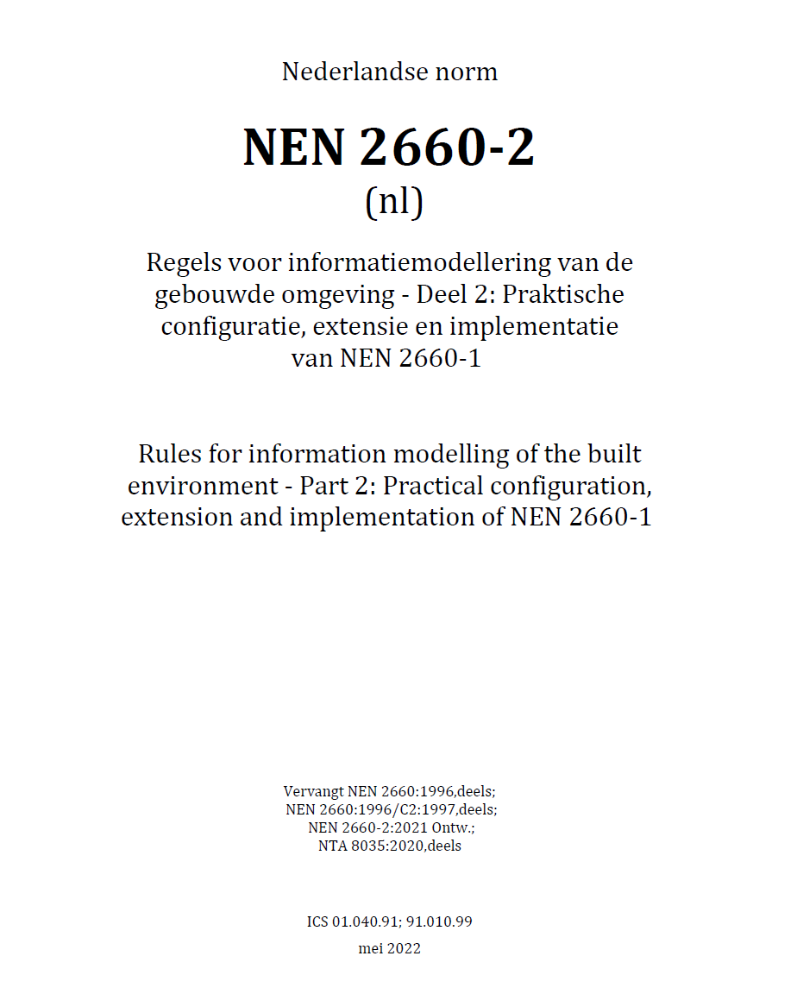 Nederlandse norm
NEN 2660-2
(nl)
Regels voor informatiemodellering van de
gebouwde omgeving - Deel 2: Praktische
configuratie, extensie en implementatie
van NEN 2660-1
Rules for information modelling of the built
environment - Part 2: Practical configuration,
extension and implementation of NEN 2660-1
Vervangt NEN 2660:1996,deels;
NEN 2660:1996/C2:1997,deels;
NEN 2660-2:2021 Ontw.;
NTA 8035:2020,deels
ICS 01.040.91; 91.010.99
mei 2022